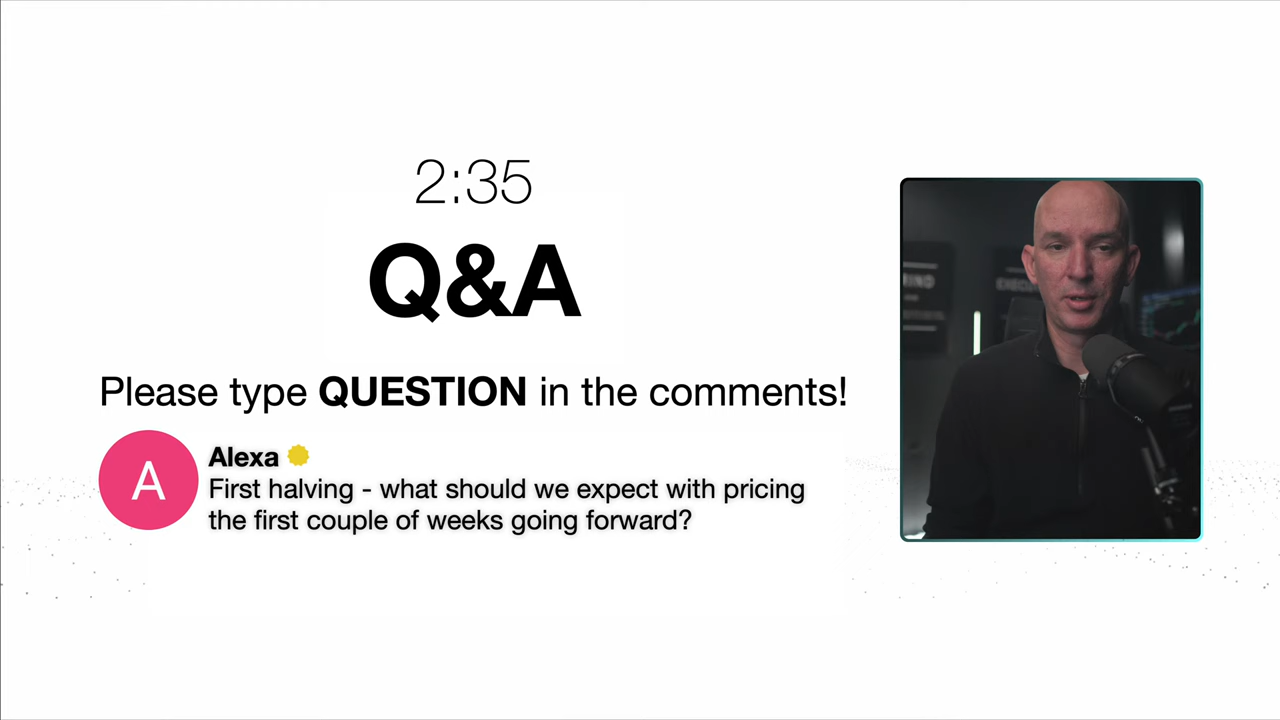 2:35
Q&A
Please type QUESTION in the comments!
A
Alexa
First halving - what should we expect with pricing
the first couple of weeks going forward?